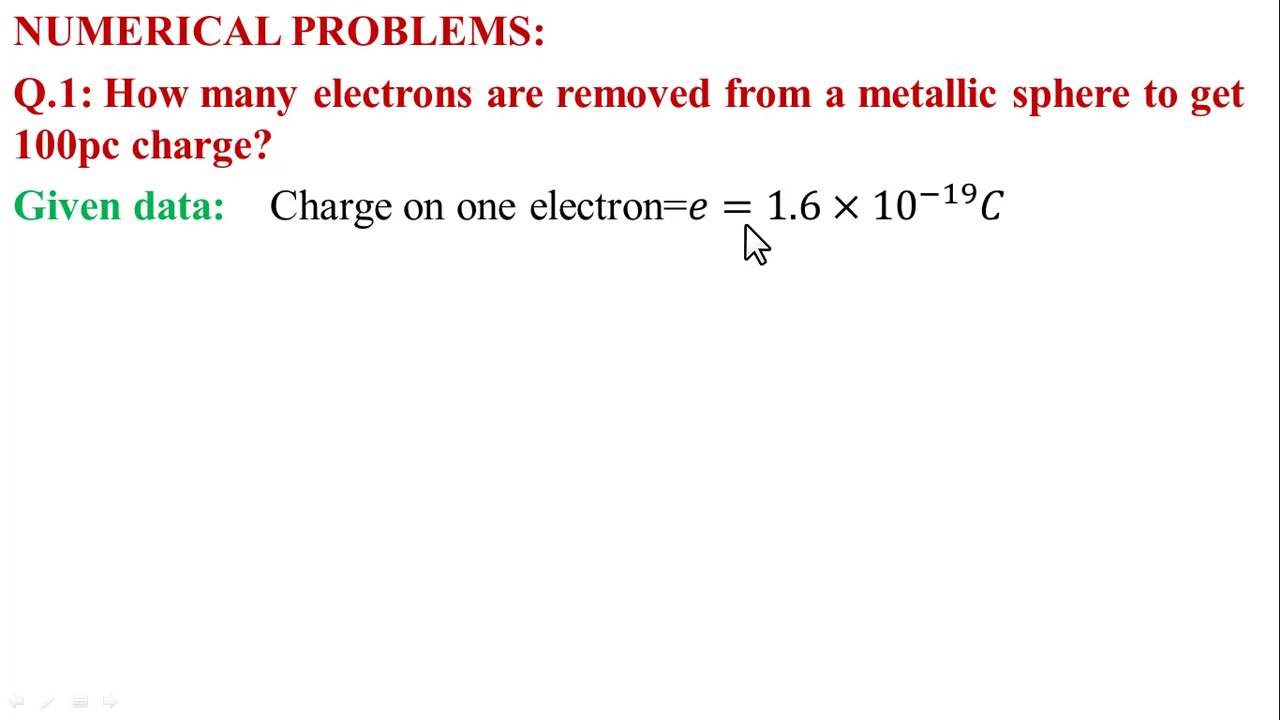 NUMERICAL PROBLEMS:
Q.1: How many electrons are removed from a metallic sphere to get
100pc charge?
Given data: Charge on one electron=𝑒 = 1.6 × 10⁻¹⁹𝐶